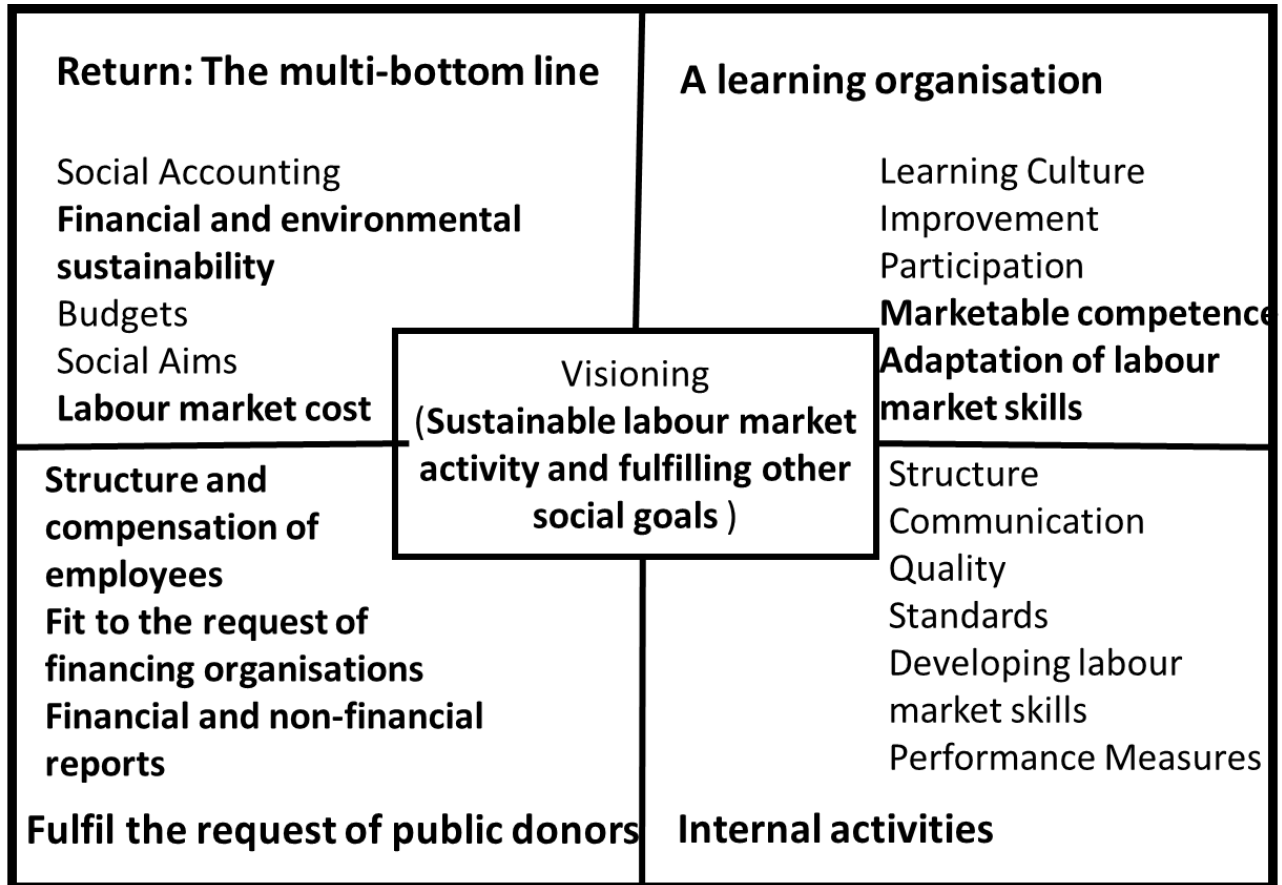 Return: The multi-bottom line
Social Accounting
Financial and environmental
sustainability
Budgets
Social Aims
Labour market cost
A learning organisation
Learning Culture
Improvement
Participation
Marketable competence
Adaptation of labour
market skills
Visioning
(Sustainable labour market
activity and fulfilling other
social goals )
Structure and
compensation of
employees
Fit to the request of
financing organisations
Financial and non-financial
reports
Fulfil the request of public donors
Structure
Communication
Quality
Standards
Developing labour
market skills
Performance Measures
Internal activities